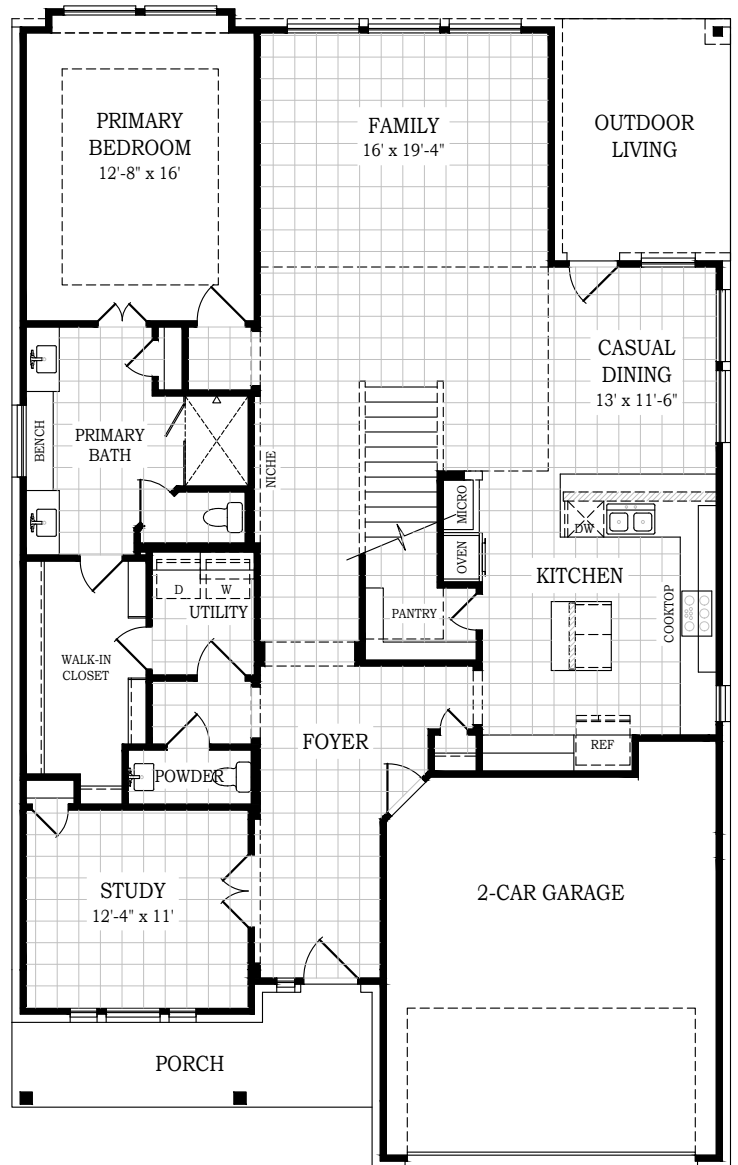 PRIMARY
BEDROOM
12'-8" x 16'
FAMILY
16' x 19'-4"
OUTDOOR
LIVING
CASUAL
DINING
13' x 11'-6"
BENCH
PRIMARY
BATH
NICHE
MICRO
OVEN
DW
KITCHEN
COOKTOP
D
W
UTILITY
PANTRY
WALK-IN
CLOSET
FOYER
REF
POWDER
STUDY
12'-4" x 11'
2-CAR GARAGE
PORCH